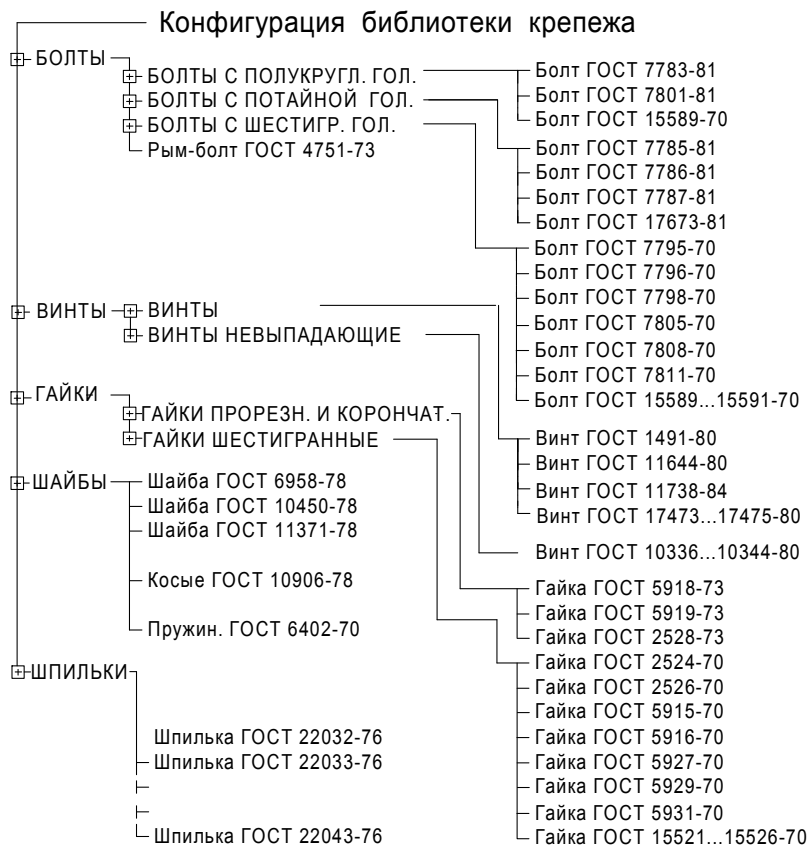 Конфигурация библиотеки крепежа
БОЛТЫ
БОЛТЫ С ПОЛУКРУГЛ. ГОЛ.
БОЛТЫ С ПОТАЙНОЙ ГОЛ.
БОЛТЫ С ШЕСТИГР. ГОЛ.
Рым-болт ГОСТ 4751-73
Болт ГОСТ 7783-81
Болт ГОСТ 7801-81
Болт ГОСТ 15589-70
Болт ГОСТ 7785-81
Болт ГОСТ 7786-81
Болт ГОСТ 7787-81
Болт ГОСТ 17673-81
Болт ГОСТ 7795-70
Болт ГОСТ 7796-70
Болт ГОСТ 7798-70
Болт ГОСТ 7805-70
Болт ГОСТ 7808-70
Болт ГОСТ 7811-70
Болт ГОСТ 15589...15591-70
ВИНТЫ
ВИНТЫ
ВИНТЫ НЕВЫПАДАЮЩИЕ
Винт ГОСТ 1491-80
Винт ГОСТ 11644-80
Винт ГОСТ 11738-84
Винт ГОСТ 17473...17475-80
Винт ГОСТ 10336...10344-80
ГАЙКИ
ГАЙКИ ПРОРЕЗН. И КОРОНЧАТ.
ГАЙКИ ШЕСТИГРАННЫЕ
Гайка ГОСТ 5918-73
Гайка ГОСТ 5919-73
Гайка ГОСТ 2528-73
Гайка ГОСТ 2524-70
Гайка ГОСТ 2526-70
Гайка ГОСТ 5915-70
Гайка ГОСТ 5916-70
Гайка ГОСТ 5927-70
Гайка ГОСТ 5929-70
Гайка ГОСТ 5931-70
Гайка ГОСТ 15521...15526-70
ШАЙБЫ
Шайба ГОСТ 6958-78
Шайба ГОСТ 10450-78
Шайба ГОСТ 11371-78
Косые ГОСТ 10906-78
Пружин. ГОСТ 6402-70
ШПИЛЬКИ
Шпилька ГОСТ 22032-76
Шпилька ГОСТ 22033-76
Шпилька ГОСТ 22043-76